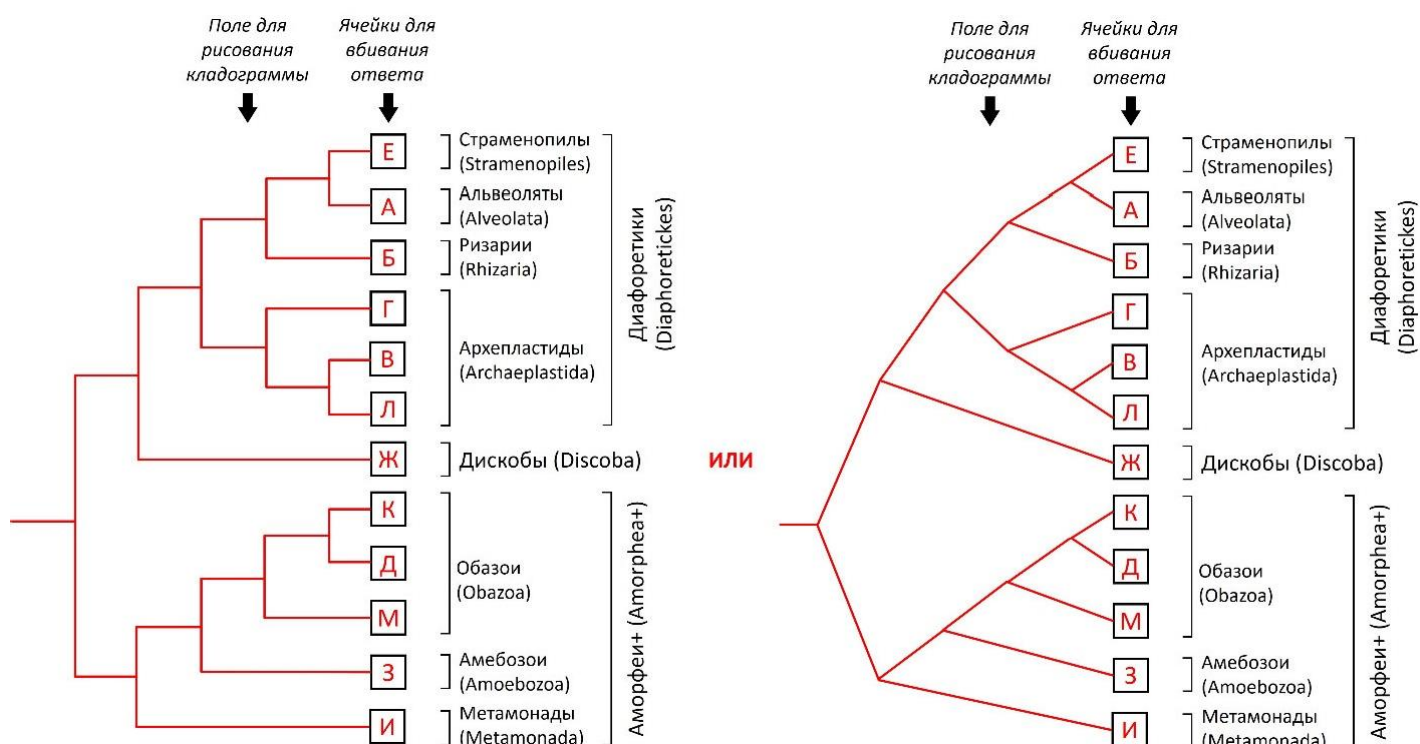 Поле для
рисования
кладограммы
Ячейки для
вбивания
ответа
Е
Страменопилы
(Stramenopiles)
А
Альвеоляты
(Alveolata)
Б
Ризарии
(Rhizaria)
Г
В
Л
Архепластиды
(Archaeplastida)
Диафоретики
(Diaphoretickes)
Ж
Дискобы (Discoba)
К
Д
М
Обазои
(Obazoa)
З
Амебозои
(Amoebozoa)
И
Метамонады
(Metamonada)
Аморфеи+ (Amorphea+)
ИЛИ
Поле для
рисования
кладограммы
Ячейки для
вбивания
ответа
Е
Страменопилы
(Stramenopiles)
А
Альвеоляты
(Alveolata)
Б
Ризарии
(Rhizaria)
Г
В
Л
Архепластиды
(Archaeplastida)
Диафоретики
(Diaphoretickes)
Ж
Дискобы (Discoba)
К
Д
М
Обазои
(Obazoa)
З
Амебозои
(Amoebozoa)
И
Метамонады
(Metamonada)
Аморфеи+ (Amorphea+)